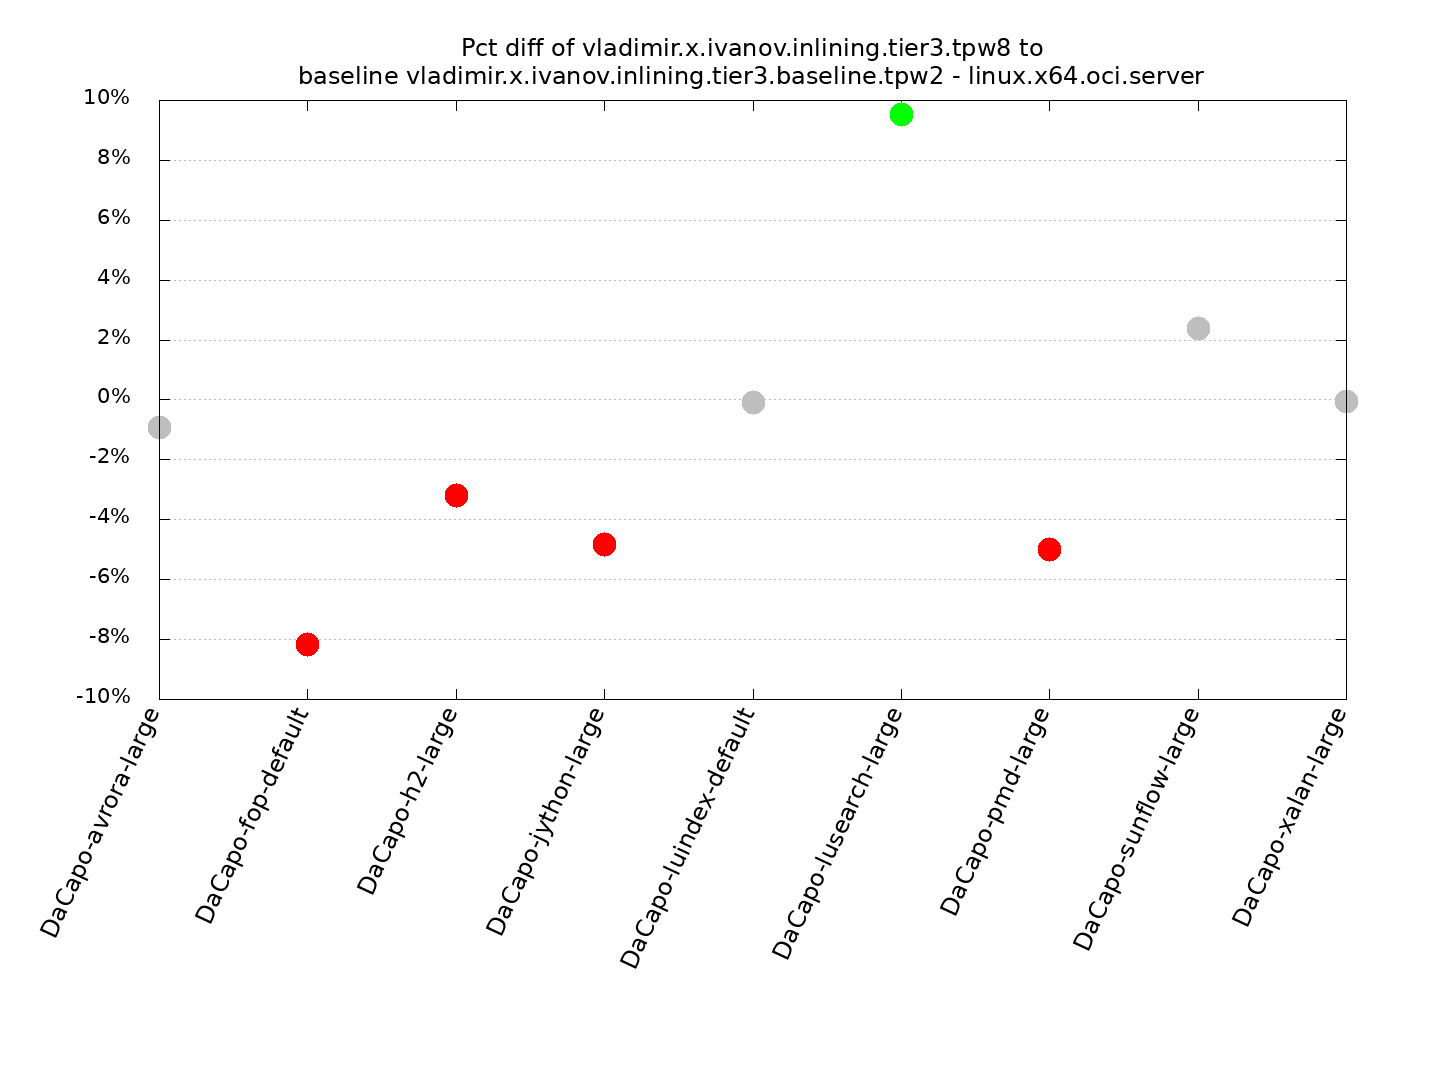 Pct diff of vladimir.x.ivanov.inlining.tier3.tpw8 to
baseline vladimir.x.ivanov.inlining.tier3.baseline.tpw2 - linux.x64.oci.server
10%
8%
6%
4%
2%
0%
-2%
-4%
-6%
-8%
-10%
DaCapo-avrora-large
DaCapo-fop-default
DaCapo-h2-large
DaCapo-jython-large
DaCapo-luindex-default
DaCapo-lusearch-large
DaCapo-pmd-large
DaCapo-sunflow-large
DaCapo-xalan-large